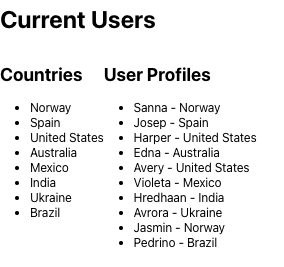 Current Users
Countries
Norway
Spain
United States
Australia
Mexico
India
Ukraine
Brazil
User Profiles
Sanna - Norway
Josep - Spain
Harper - United States
Edna - Australia
Avery - United States
Violeta - Mexico
Hredhaan - India
Avrora - Ukraine
Jasmin - Norway
Pedrino - Brazil